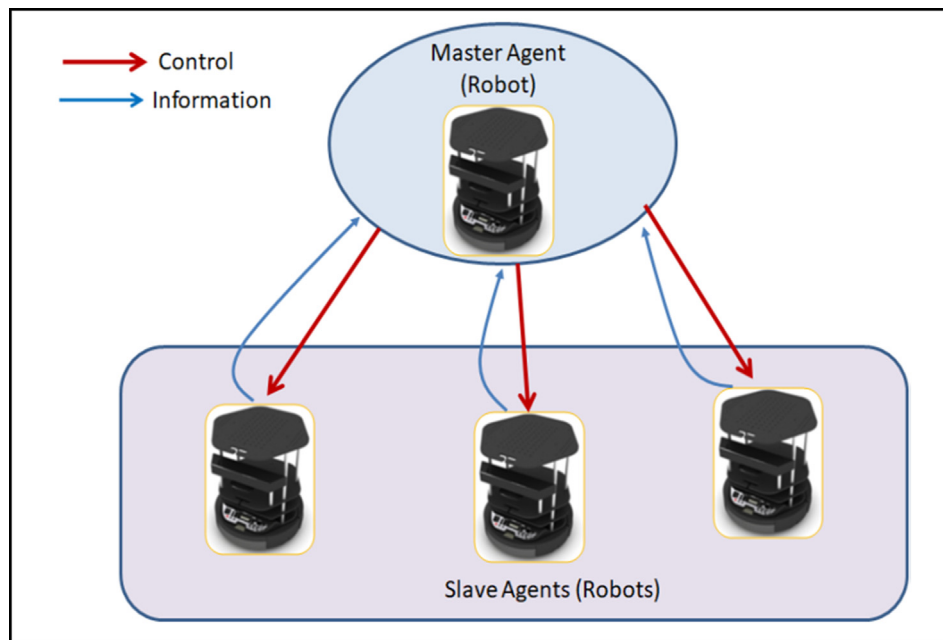 Control
Information
Master Agent
(Robot)
Slave Agents (Robots)